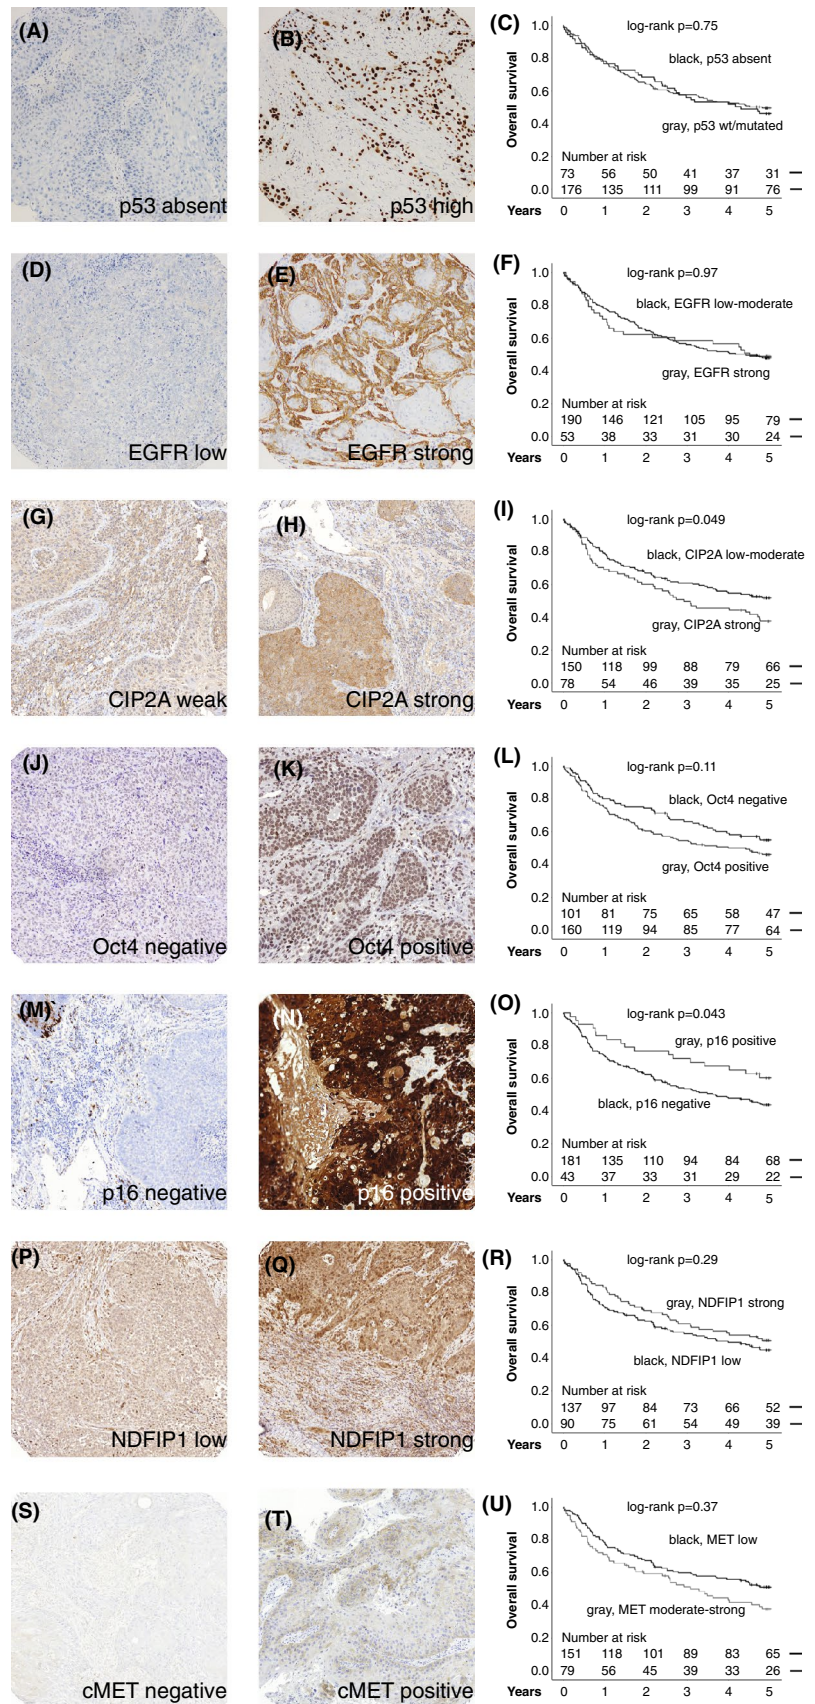 (A)
p53 absent
(B)
p53 high
(C)
log-rank p=0.75
black, p53 absent
gray, p53 wt/mutated
Overall survival
1.0
0.8
0.6
0.4
0.2
0.0
Number at risk
73 56 50 41 37 31
176 135 111 99 91 76
Years 0 1 2 3 4 5
(D)
EGFR low
(E)
EGFR strong
(F)
log-rank p=0.97
black, EGFR low-moderate
gray, EGFR strong
Overall survival
1.0
0.8
0.6
0.4
0.2
0.0
Number at risk
190 146 121 105 95 79
53 38 33 31 30 24
Years 0 1 2 3 4 5
(G)
CIP2A weak
(H)
CIP2A strong
(I)
log-rank p=0.049
black, CIP2A low-moderate
gray, CIP2A strong
Overall survival
1.0
0.8
0.6
0.4
0.2
0.0
Number at risk
150 118 99 88 79 66
78 54 46 39 35 25
Years 0 1 2 3 4 5
(J)
Oct4 negative
(K)
Oct4 positive
(L)
log-rank p=0.11
black, Oct4 negative
gray, Oct4 positive
Overall survival
1.0
0.8
0.6
0.4
0.2
0.0
Number at risk
101 81 75 65 58 47
160 119 94 85 77 64
Years 0 1 2 3 4 5
(M)
p16 negative
(N)
p16 positive
(O)
log-rank p=0.043
gray, p16 positive
black, p16 negative
Overall survival
1.0
0.8
0.6
0.4
0.2
0.0
Number at risk
181 135 110 94 84 68
43 37 33 31 29 22
Years 0 1 2 3 4 5
(P)
NDFIP1 low
(Q)
NDFIP1 strong
(R)
log-rank p=0.29
gray, NDFIP1 strong
black, NDFIP1 low
Overall survival
1.0
0.8
0.6
0.4
0.2
0.0
Number at risk
137 97 84 73 66 52
90 75 61 54 49 39
Years 0 1 2 3 4 5
(S)
cMET negative
(T)
cMET positive
(U)
log-rank p=0.37
black, MET low
gray, MET moderate-strong
Overall survival
1.0
0.8
0.6
0.4
0.2
0.0
Number at risk
151 118 101 89 83 65
79 56 45 39 33 26
Years 0 1 2 3 4 5